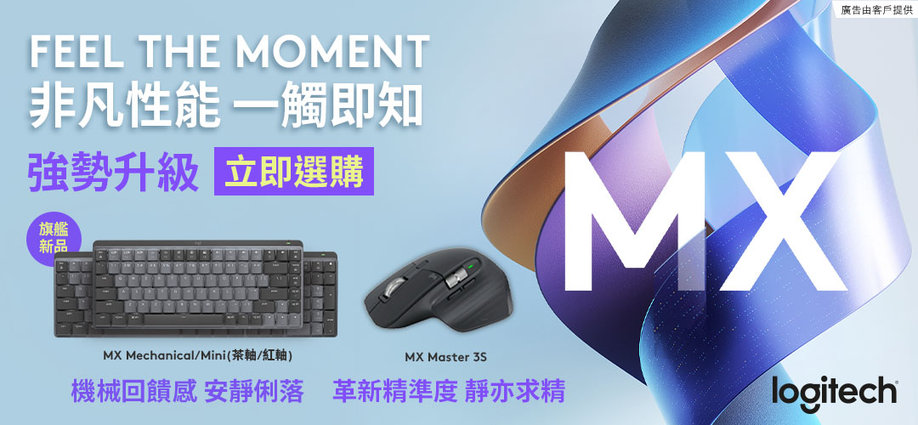 廣告由客戶提供
FEEL THE MOMENT
非凡性能 一觸即知
強勢升級 立即選購
旗艦
新品
MX
MX Mechanical/Mini(茶軸/紅軸)
MX Master 3S
機械回饋感 安靜俐落
革新精準度 靜亦求精
logitech